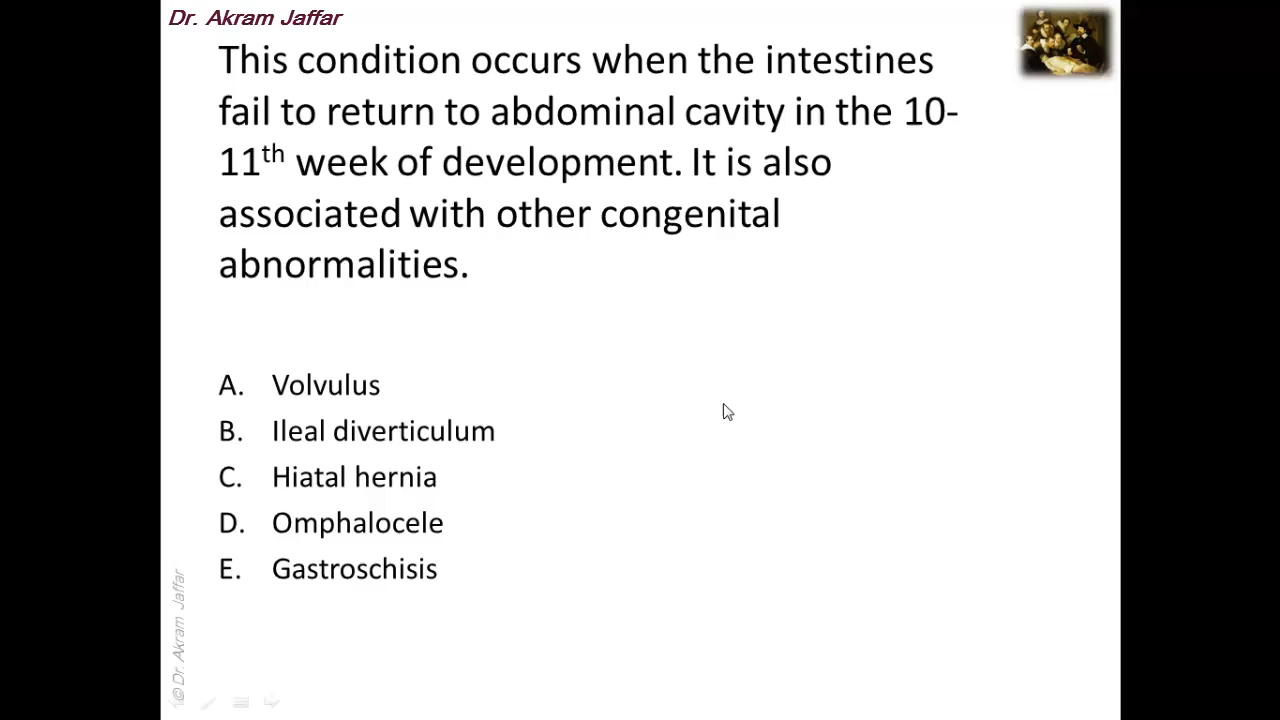 Dr. Akram Jaffar
This condition occurs when the intestines
fail to return to abdominal cavity in the 10-
11th week of development. It is also
associated with other congenital
abnormalities.
A. Volvulus
B. Ileal diverticulum
C. Hiatal hernia
D. Omphalocele
E. Gastroschisis
© Dr. Akram Jaffar